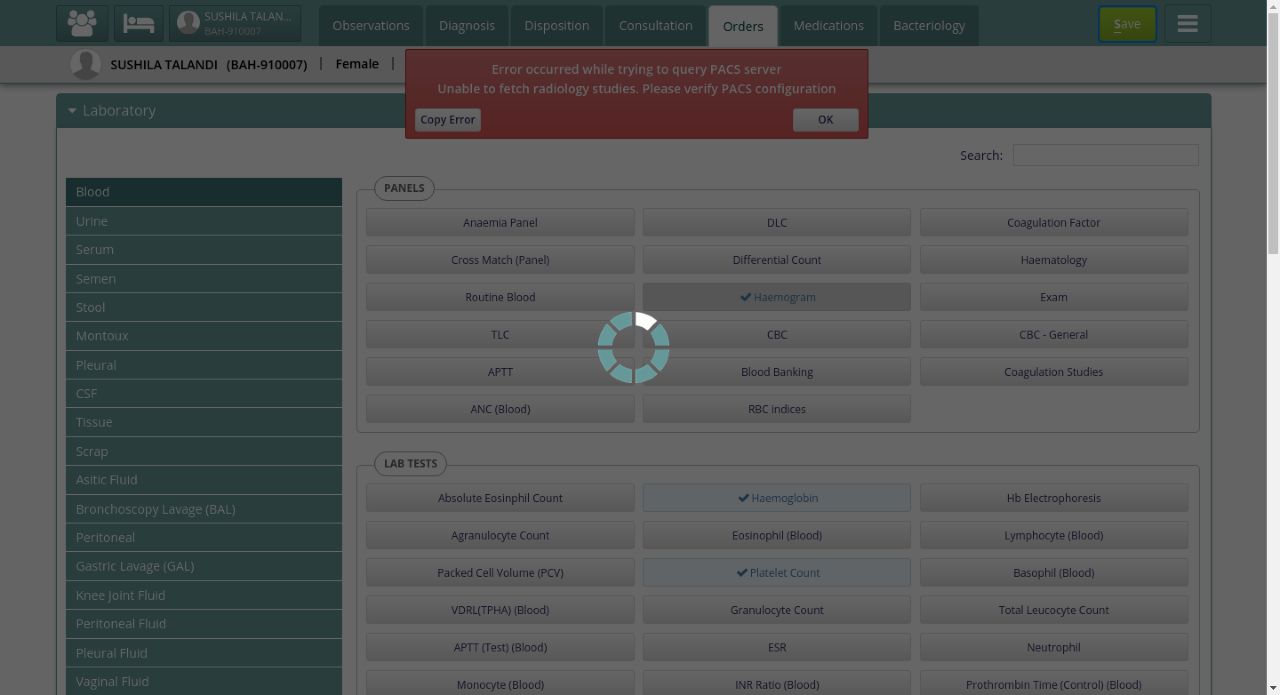 SUSHILA TALAN...
BAH-910007
Observations
Diagnosis
Disposition
Consultation
Orders
Medications
Bacteriology
Save
SUSHILA TALANDI (BAH-910007) | Female |
Error occurred while trying to query PACS server
Unable to fetch radiology studies. Please verify PACS configuration
Copy Error
OK
Laboratory
Search:
Blood
Urine
Serum
Semen
Stool
Montoux
Pleural
CSF
Tissue
Scrap
Asitic Fluid
Bronchoscopy Lavage (BAL)
Peritoneal
Gastric Lavage (GAL)
Knee Joint Fluid
Peritoneal Fluid
Pleural Fluid
Vaginal Fluid
PANELS
Anaemia Panel
DLC
Coagulation Factor
Cross Match (Panel)
Differential Count
Haematology
Routine Blood
Haemogram
Exam
TLC
CBC
CBC - General
APTT
Blood Banking
Coagulation Studies
ANC (Blood)
RBC indices
LAB TESTS
Absolute Eosinphil Count
Haemoglobin
Hb Electrophoresis
Agranulocyte Count
Eosinophil (Blood)
Lymphocyte (Blood)
Packed Cell Volume (PCV)
Platelet Count
Basophil (Blood)
VDRL(TPHA) (Blood)
Granulocyte Count
Total Leucocyte Count
APTT (Test) (Blood)
ESR
Neutrophil
Monocyte (Blood)
INR Ratio (Blood)
Prothrombin Time (Control) (Blood)